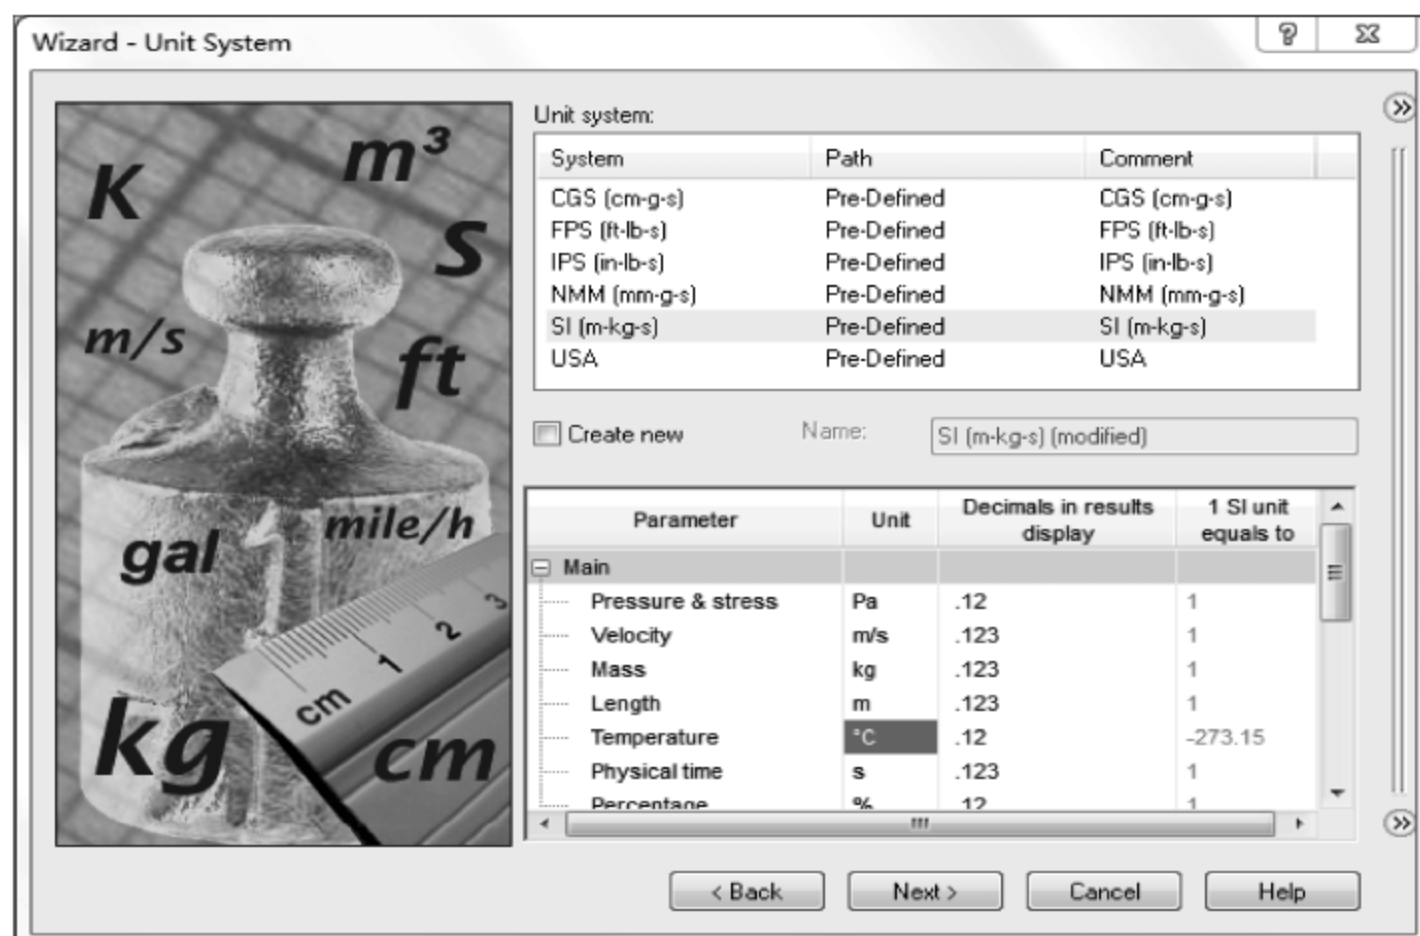 Wizard - Unit System
K
m³
s
m/s
ft
gal
mile/h
kg
cm
1
2
3
cm
Unit system:
System Path Comment
CGS (cm-g-s) Pre-Defined CGS (cm-g-s)
FPS (ft-lb-s) Pre-Defined FPS (ft-lb-s)
IPS (in-lb-s) Pre-Defined IPS (in-lb-s)
NMM (mm-g-s) Pre-Defined NMM (mm-g-s)
SI (m-kg-s) Pre-Defined SI (m-kg-s)
USA Pre-Defined USA
Create new Name: SI (m-kg-s) (modified)
Parameter Unit Decimals in results display 1 SI unit equals to
Main
Pressure & stress Pa .12 1
Velocity m/s .123 1
Mass kg .123 1
Length m .123 1
Temperature °C .12 -273.15
Physical time s .123 1
Percentage % .12 1
< Back Next > Cancel Help